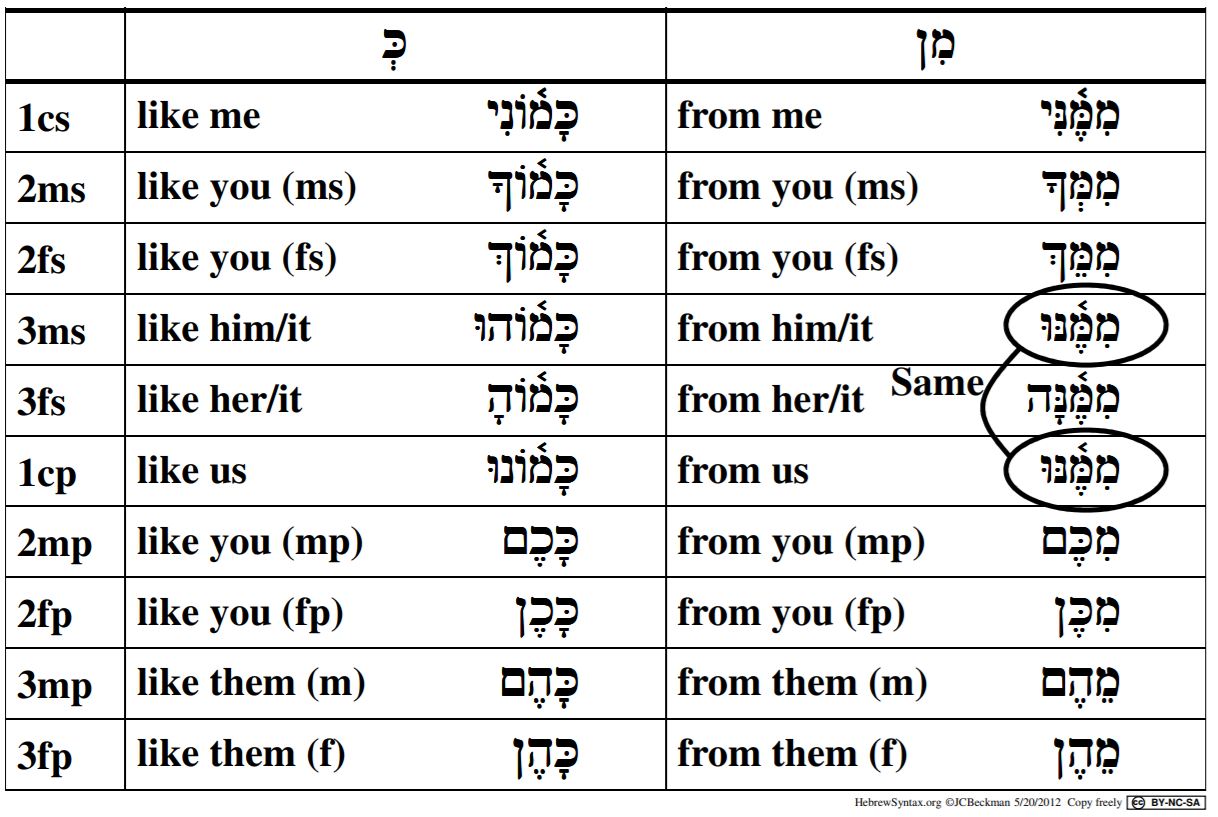 כְּ מִן
1cs like me כָּמ֫וֹנִי from me מִמֶּ֫נִּי
2ms like you (ms) כָּמ֫וֹךָ from you (ms) מִמְּךָ
2fs like you (fs) כָּמ֫וֹךְ from you (fs) מִמֵּךְ
3ms like him/it כָּמ֫וֹהוּ from him/it מִמֶּ֫נּוּ
Same
3fs like her/it כָּמ֫וֹהָ from her/it מִמֶּ֫נָּה
1cp like us כָּמ֫וֹנוּ from us מִמֶּ֫נּוּ
2mp like you (mp) כָּכֶם from you (mp) מִכֶּם
2fp like you (fp) כָּכֶן from you (fp) מִכֶּן
3mp like them (m) כָּהֶם from them (m) מֵהֶם
3fp like them (f) כָּהֶן from them (f) מֵהֶן
HebrewSyntax.org ©JCBeckman 5/20/2012 Copy freely cc BY-NC-SA